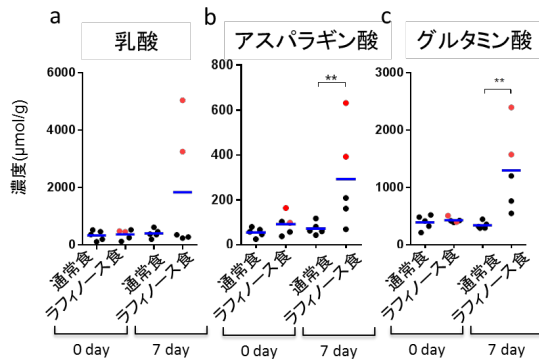 a
乳酸
b
アスパラギン酸
c
グルタミン酸
濃度(μmol/g)
6000
4000
2000
0
通常食
ラフィノース食
通常食
ラフィノース食
0 day
7 day
800
600
400
200
0
**
通常食
ラフィノース食
通常食
ラフィノース食
0 day
7 day
3000
2000
1000
0
**
通常食
ラフィノース食
通常食
ラフィノース食
0 day
7 day